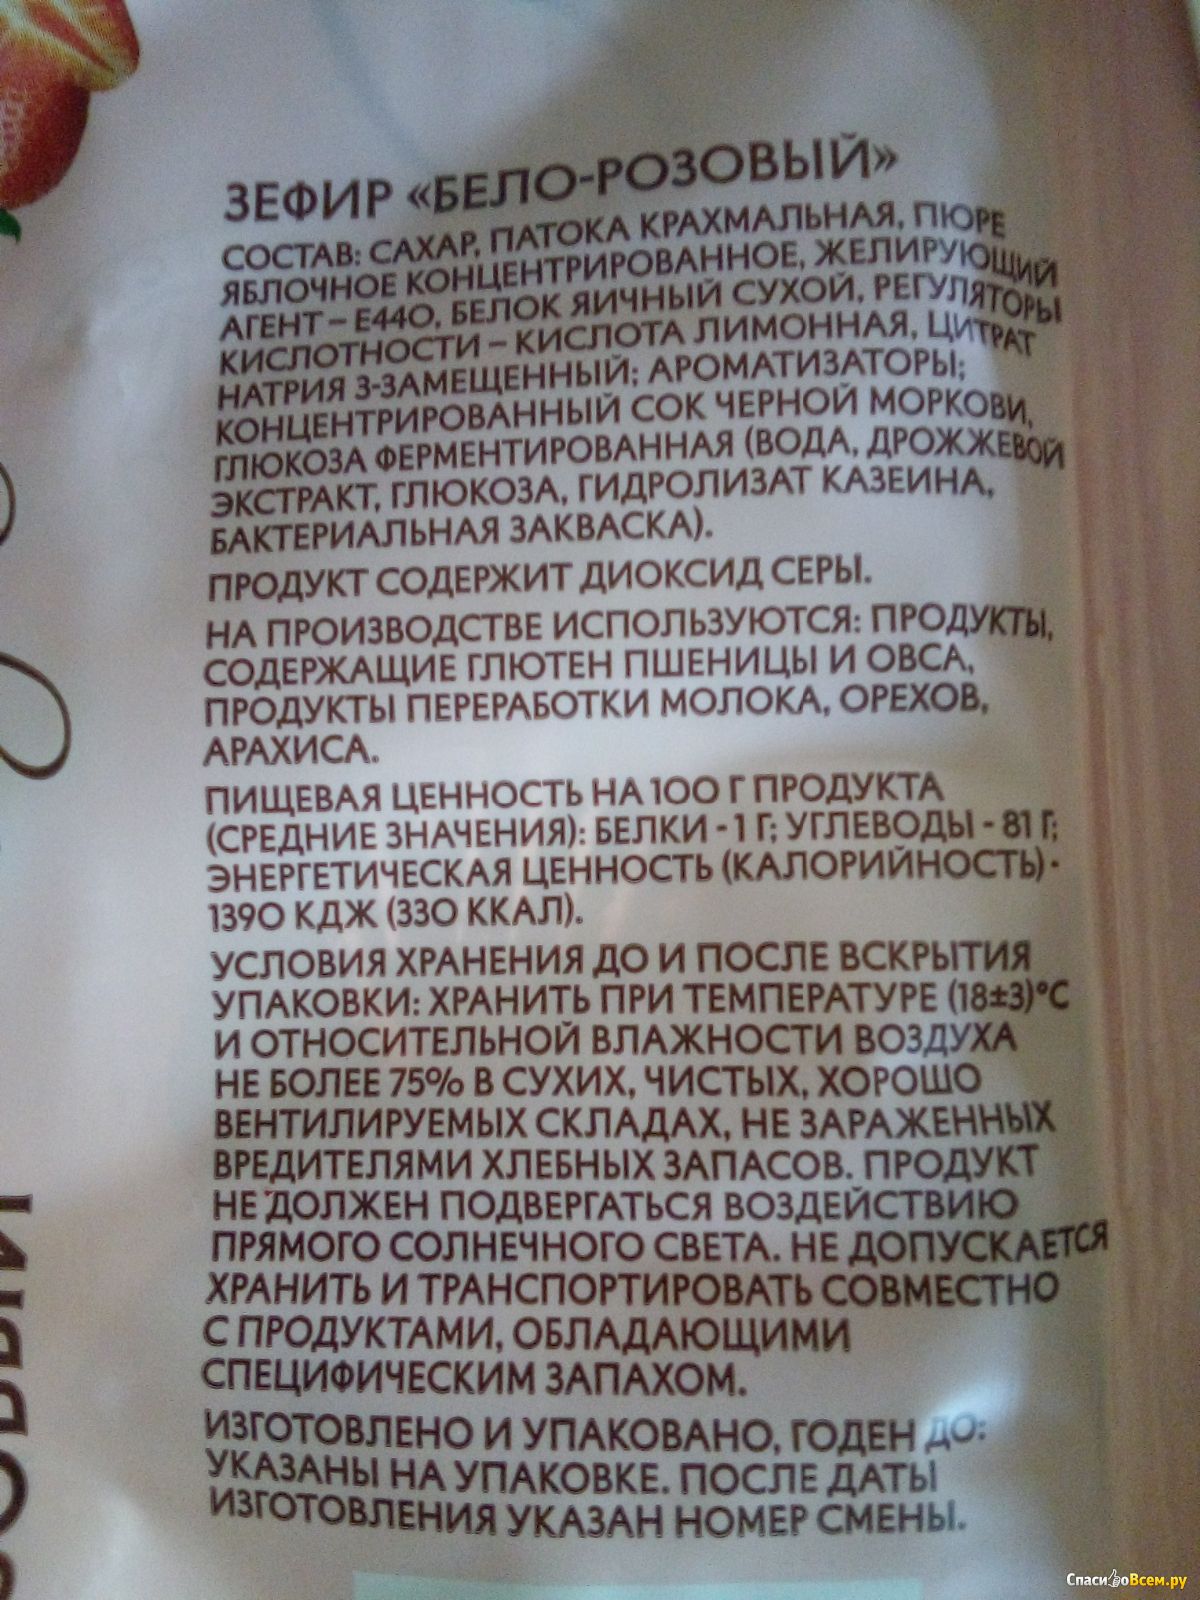 ЗЕФИР «БЕЛО-РОЗОВЫЙ»
СОСТАВ: САХАР, ПАТОКА КРАХМАЛЬНАЯ, ПЮРЕ
ЯБЛОЧНОЕ КОНЦЕНТРИРОВАННОЕ, ЖЕЛИРУЮЩИЙ
АГЕНТ – Е440, БЕЛОК ЯИЧНЫЙ СУХОЙ, РЕГУЛЯТОРЫ
КИСЛОТНОСТИ – КИСЛОТА ЛИМОННАЯ, ЦИТРАТ
НАТРИЯ 3-ЗАМЕЩЕННЫЙ; АРОМАТИЗАТОРЫ;
КОНЦЕНТРИРОВАННЫЙ СОК ЧЕРНОЙ МОРКОВИ,
ГЛЮКОЗА ФЕРМЕНТИРОВАННАЯ (ВОДА, ДРОЖЖЕВОЙ
ЭКСТРАКТ, ГЛЮКОЗА, ГИДРОЛИЗАТ КАЗЕИНА,
БАКТЕРИАЛЬНАЯ ЗАКВАСКА).
ПРОДУКТ СОДЕРЖИТ ДИОКСИД СЕРЫ.
НА ПРОИЗВОДСТВЕ ИСПОЛЬЗУЮТСЯ: ПРОДУКТЫ,
СОДЕРЖАЩИЕ ГЛЮТЕН ПШЕНИЦЫ И ОВСА,
ПРОДУКТЫ ПЕРЕРАБОТКИ МОЛОКА, ОРЕХОВ,
АРАХИСА.
ПИЩЕВАЯ ЦЕННОСТЬ НА 100 Г ПРОДУКТА
(СРЕДНИЕ ЗНАЧЕНИЯ): БЕЛКИ - 1 Г; УГЛЕВОДЫ - 81 Г;
ЭНЕРГЕТИЧЕСКАЯ ЦЕННОСТЬ (КАЛОРИЙНОСТЬ) -
1390 КДЖ (330 ККАЛ).
УСЛОВИЯ ХРАНЕНИЯ ДО И ПОСЛЕ ВСКРЫТИЯ
УПАКОВКИ: ХРАНИТЬ ПРИ ТЕМПЕРАТУРЕ (18±3)°С
И ОТНОСИТЕЛЬНОЙ ВЛАЖНОСТИ ВОЗДУХА
НЕ БОЛЕЕ 75% В СУХИХ, ЧИСТЫХ, ХОРОШО
ВЕНТИЛИРУЕМЫХ СКЛАДАХ, НЕ ЗАРАЖЕННЫХ
ВРЕДИТЕЛЯМИ ХЛЕБНЫХ ЗАПАСОВ. ПРОДУКТ
НЕ ДОЛЖЕН ПОДВЕРГАТЬСЯ ВОЗДЕЙСТВИЮ
ПРЯМОГО СОЛНЕЧНОГО СВЕТА. НЕ ДОПУСКАЕТСЯ
ХРАНИТЬ И ТРАНСПОРТИРОВАТЬ СОВМЕСТНО
С ПРОДУКТАМИ, ОБЛАДАЮЩИМИ
СПЕЦИФИЧЕСКИМ ЗАПАХОМ.
ИЗГОТОВЛЕНО И УПАКОВАНО, ГОДЕН ДО:
УКАЗАНЫ НА УПАКОВКЕ. ПОСЛЕ ДАТЫ
ИЗГОТОВЛЕНИЯ УКАЗАН НОМЕР СМЕНЫ.
СпасибоВсем.ру